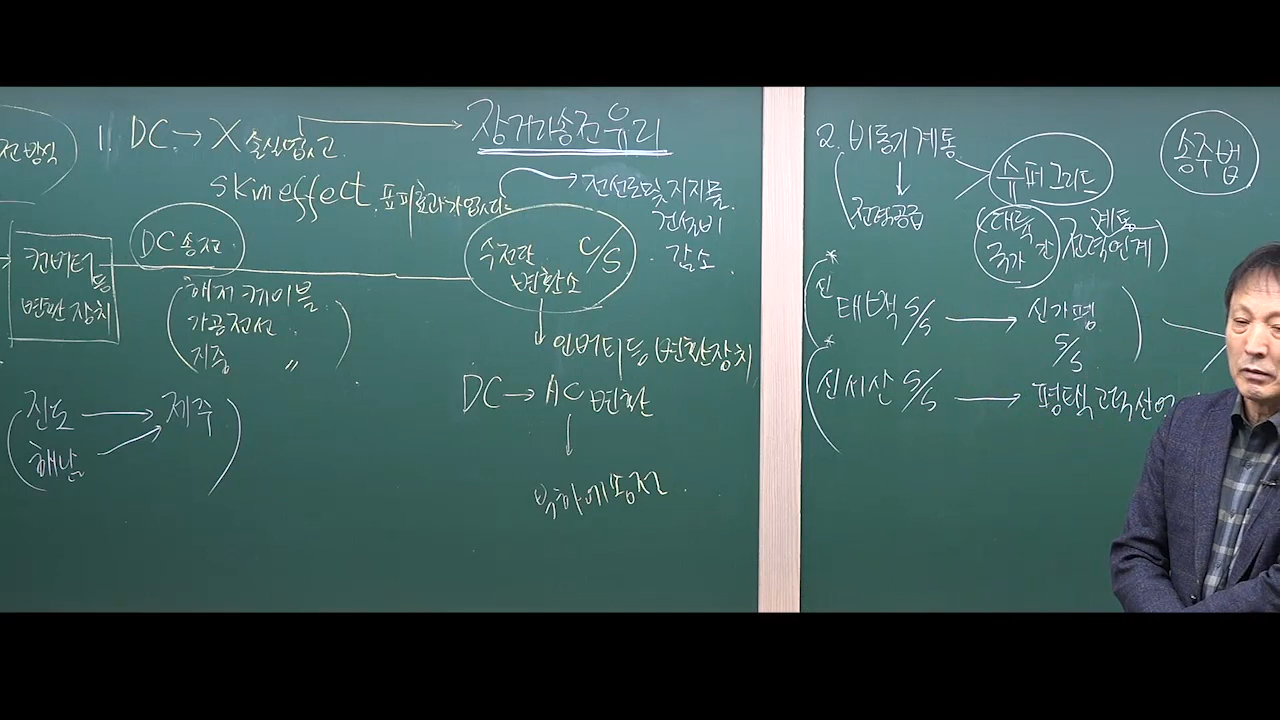 전방식
1. DC → X 손실없고. → 장거리송전유리
skin effect. 표피효과가없다 → 전선로및지지물.
건설비
감소.
DC 송전
컨버터
등
변환장치
해저케이블
가공전선
지중 〃
수전단 C/S
변환소
인버터등변환장치
DC → AC 변환
부하에송전.
진도 → 제주
해남
2. 비동기계통
전력공급
슈퍼그리드
(대륙
국가 간 계통
전력연계)
송주법
* 신태백 S/S → 신가평
S/S
* 신서산 S/S → 평택고덕산업